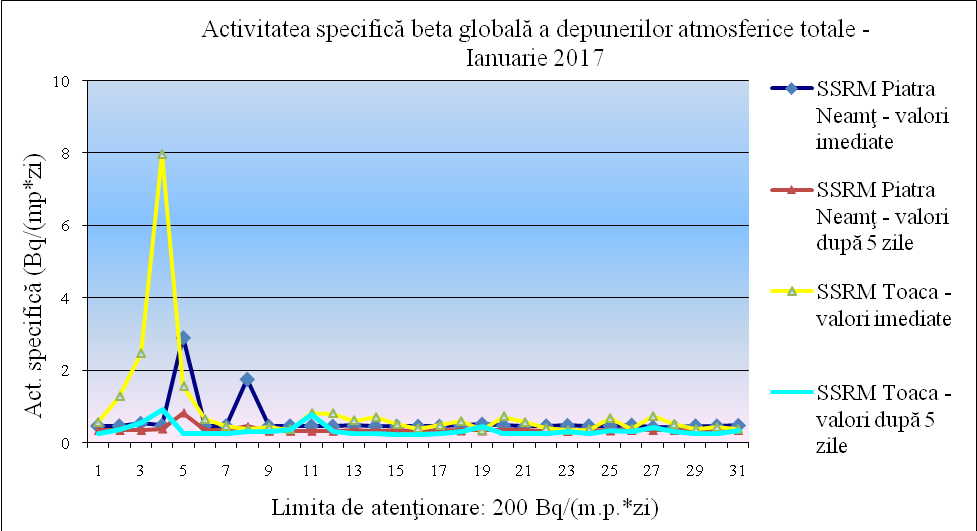 Activitatea specifică beta globală a depunerilor atmosferice totale -
Ianuarie 2017
Act. specifică (Bq/(mp*zi)
10
8
6
4
2
0
1 3 5 7 9 11 13 15 17 19 21 23 25 27 29 31
Limita de atenţionare: 200 Bq/(m.p.*zi)
SSRM Piatra
Neamţ - valori
imediate
SSRM Piatra
Neamţ - valori
după 5 zile
SSRM Toaca -
valori imediate
SSRM Toaca -
valori după 5
zile